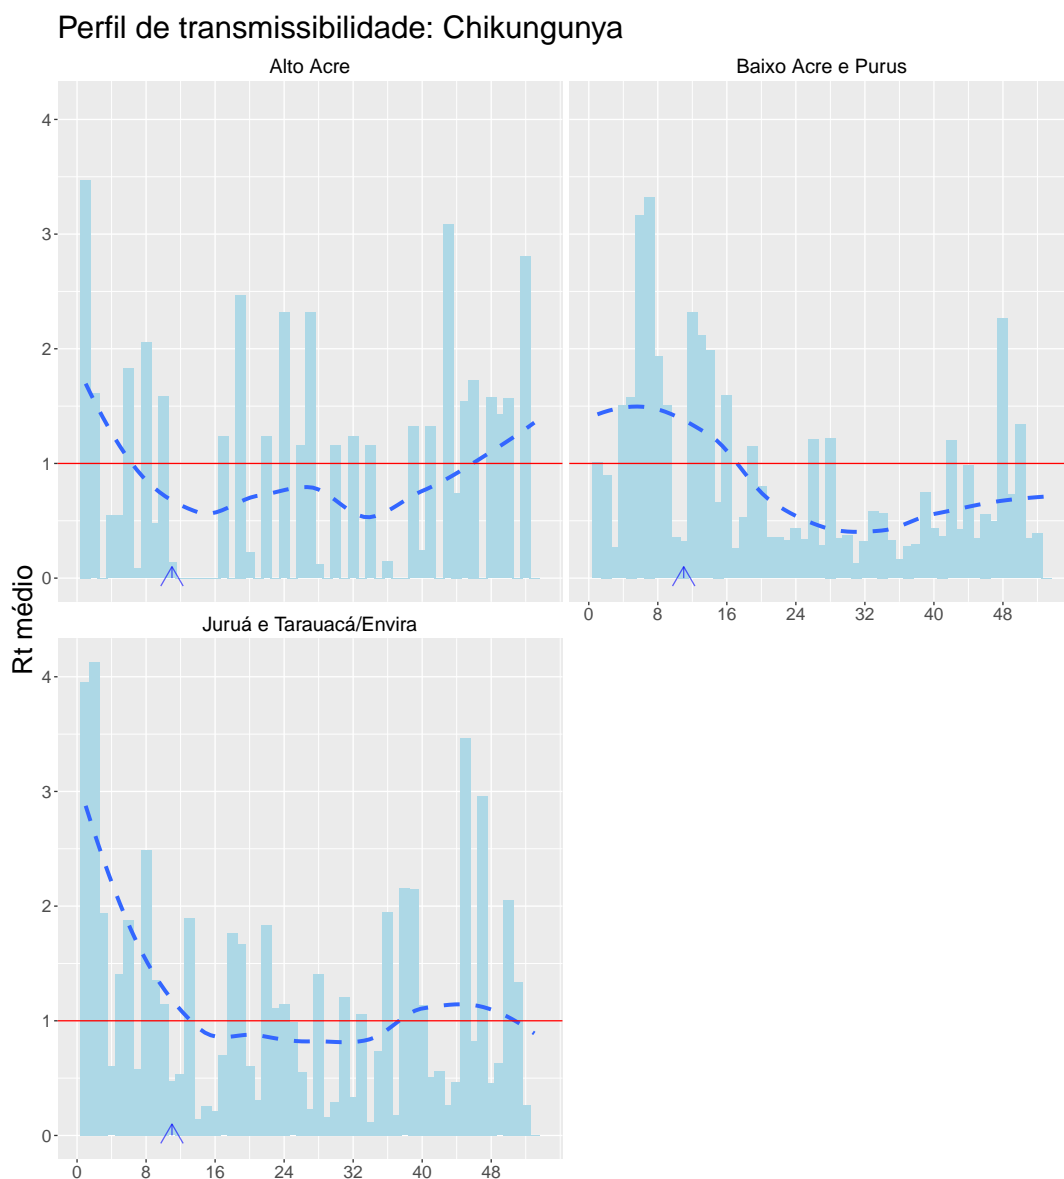 Perfil de transmissibilidade: Chikungunya
Alto Acre
Baixo Acre e Purus
4
3
2
1
0
0 8 16 24 32 40 48
Rt médio
Juruá e Tarauacá/Envira
4
3
2
1
0
0 8 16 24 32 40 48